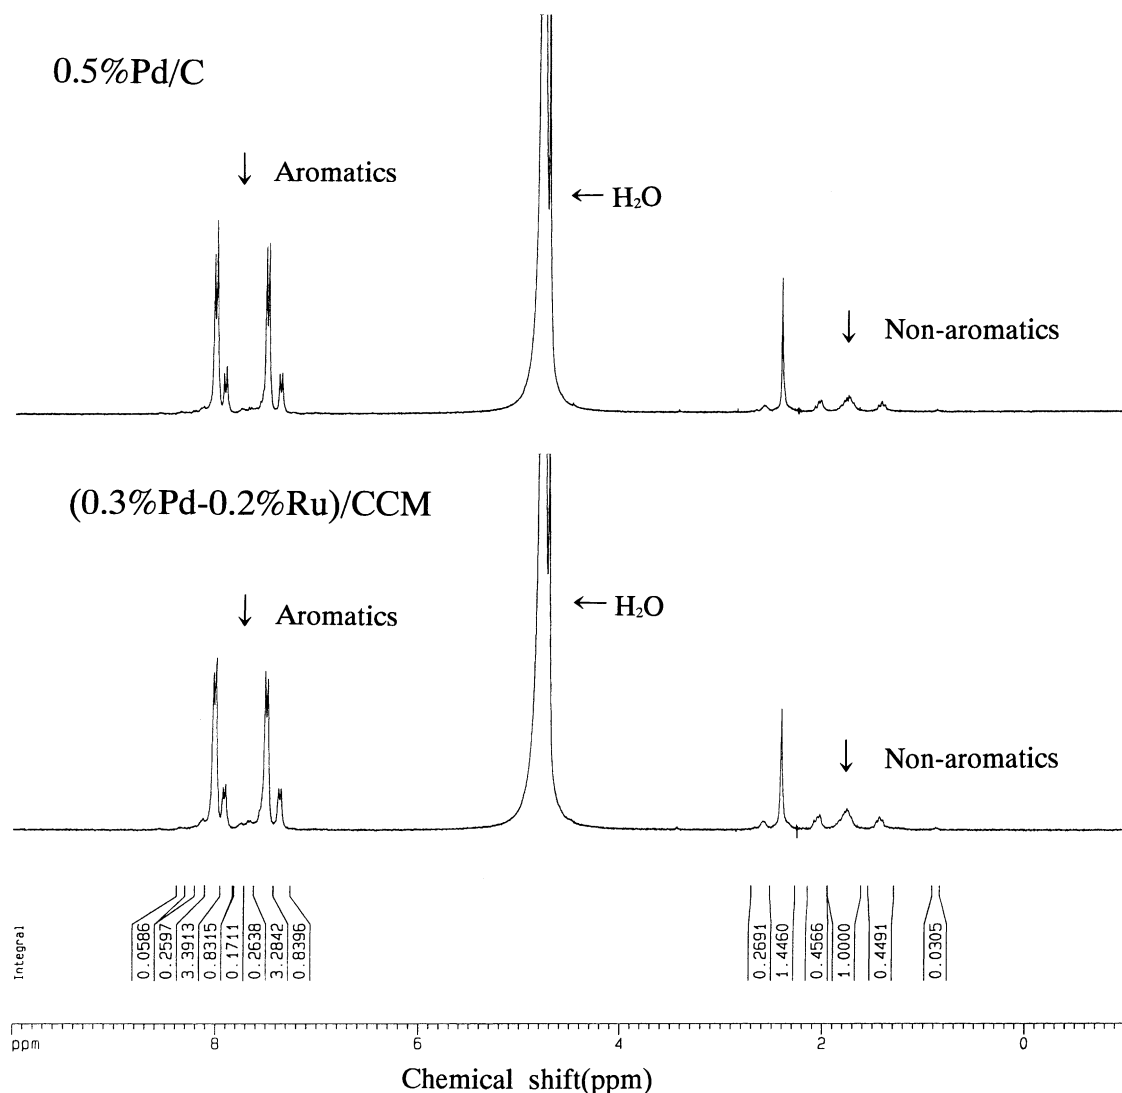 0.5%Pd/C
↓ Aromatics
← H₂O
↓ Non-aromatics
(0.3%Pd-0.2%Ru)/CCM
↓ Aromatics
← H₂O
↓ Non-aromatics
Integral
0.0586
0.2597
3.3913
0.8315
0.1711
0.2638
3.2842
0.8396
0.2691
1.4460
0.4566
1.0000
0.4491
0.0305
ppm 8 6 4 2 0
Chemical shift(ppm)